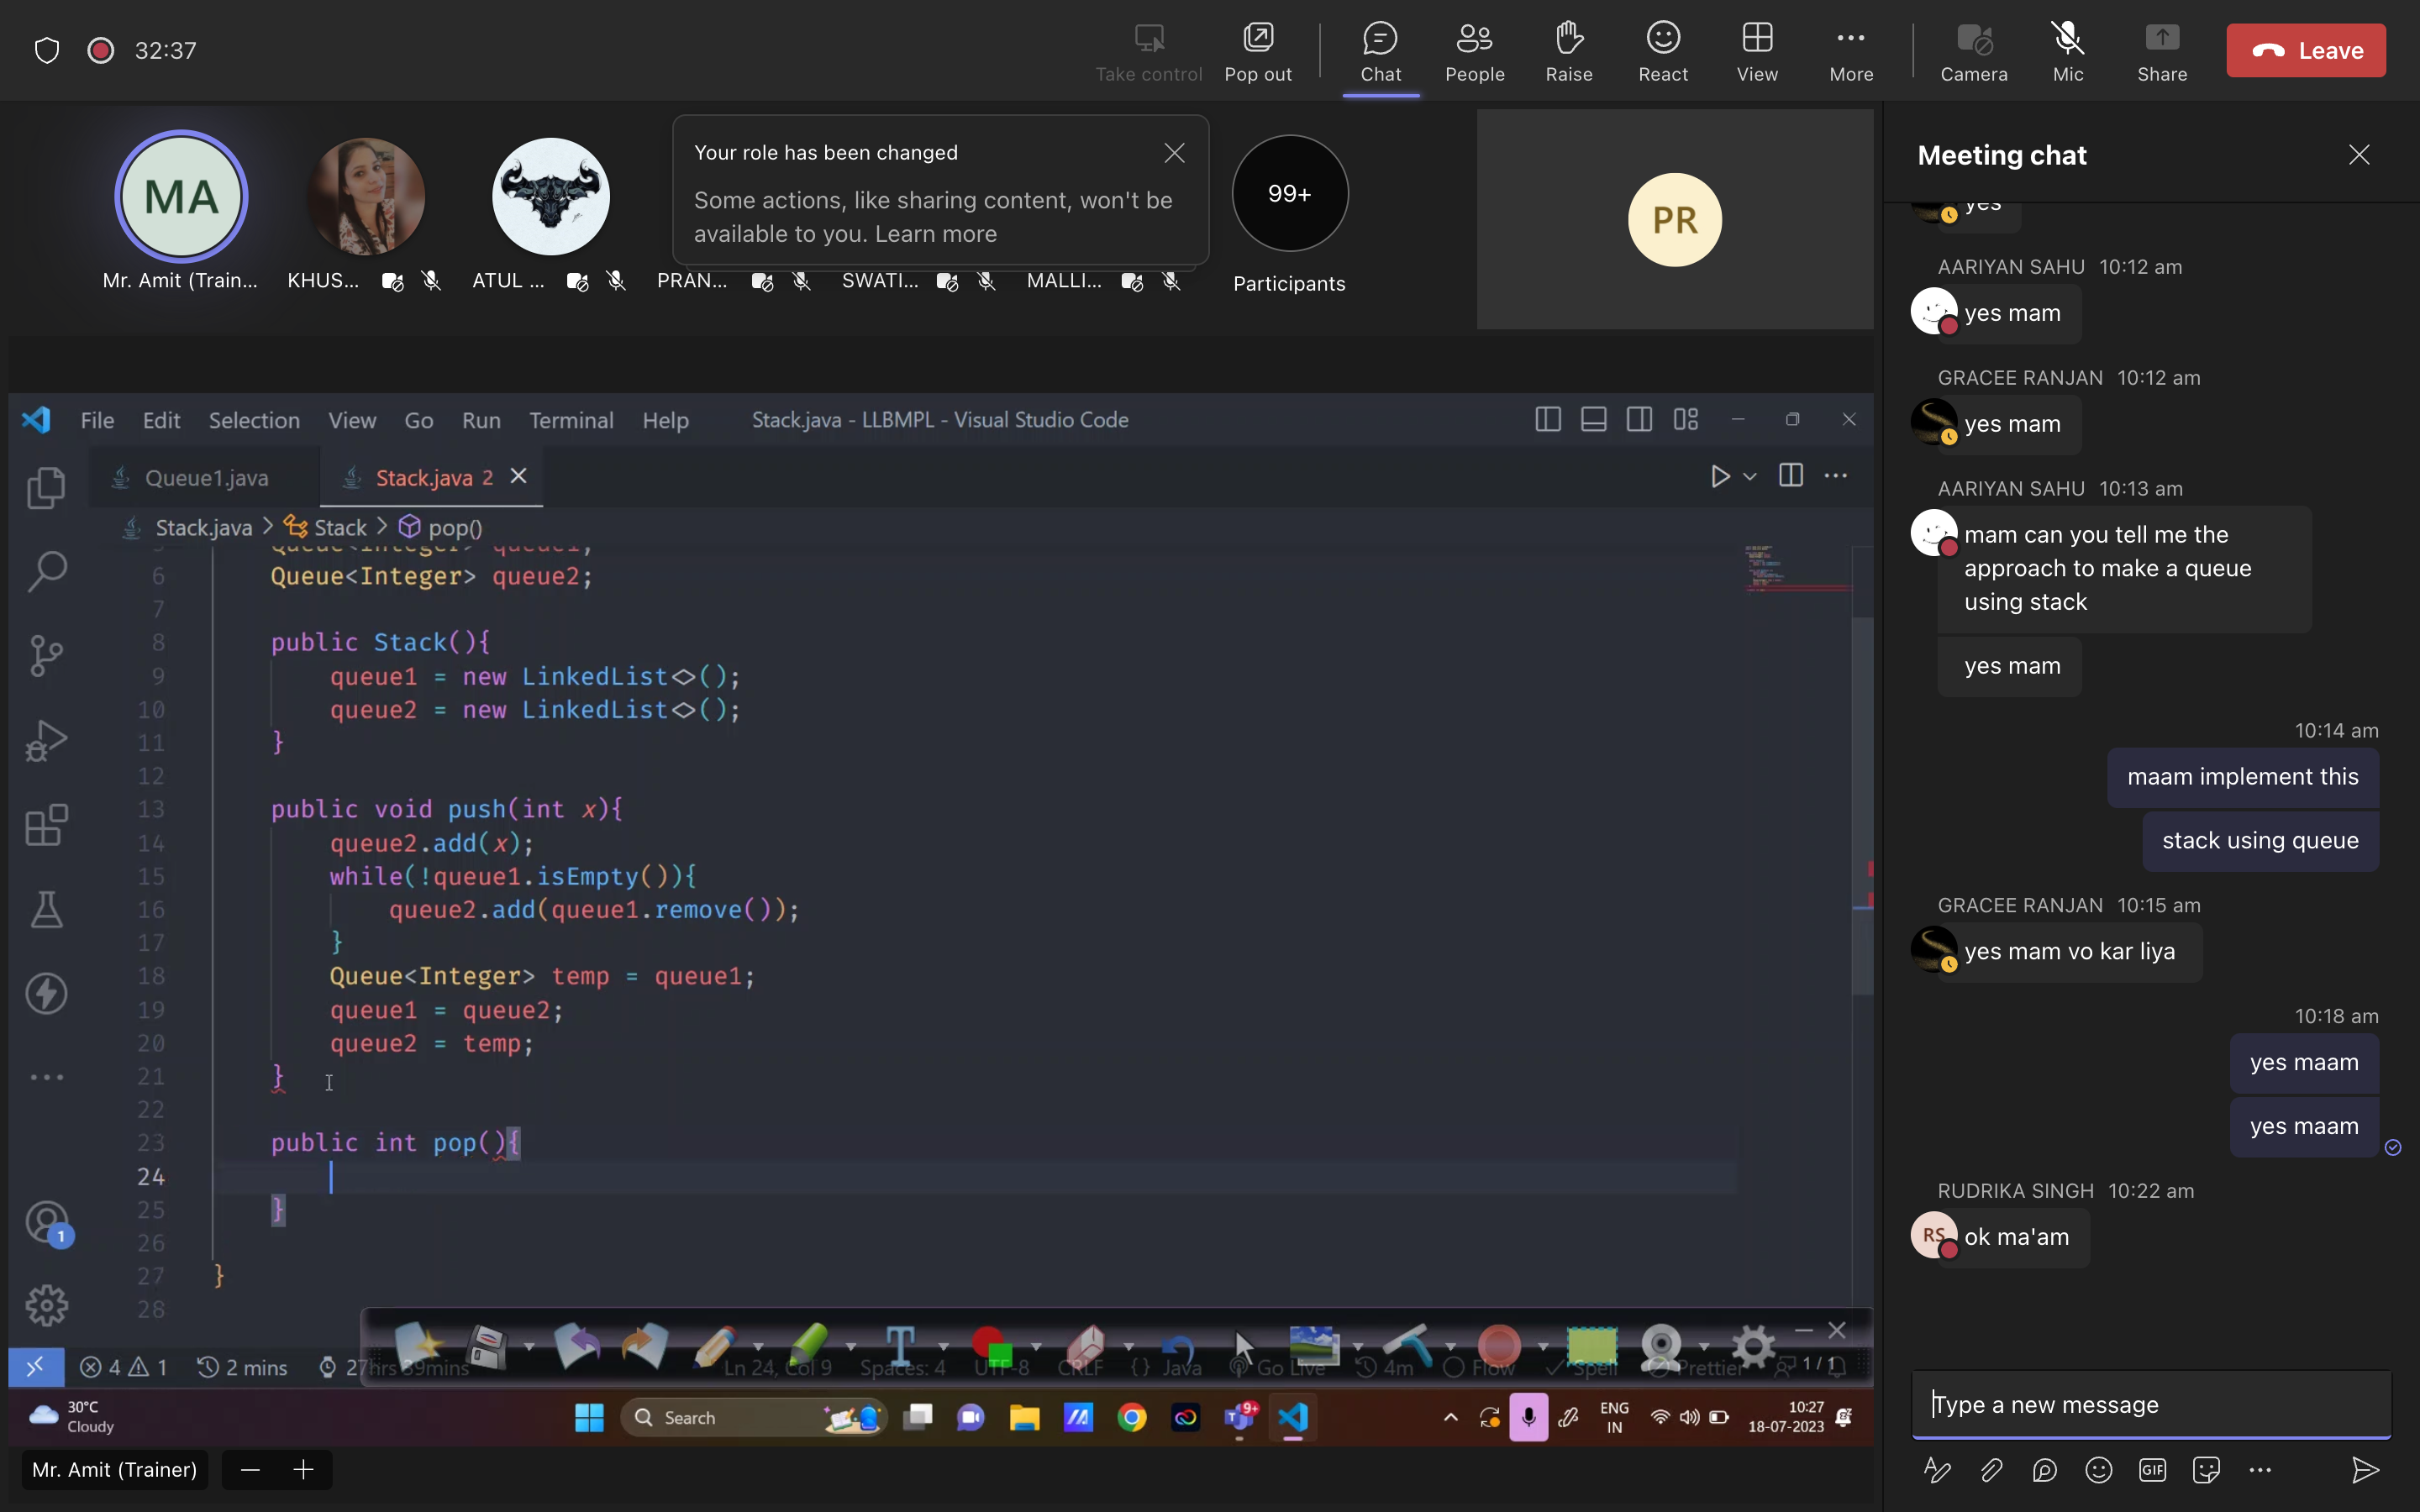 32:37
Take control
Pop out
Chat
People
Raise
React
View
More
Camera
Mic
Share
Leave
MA
Mr. Amit (Train...
KHUS...
ATUL ...
PRAN...
SWATI...
MALLI...
Your role has been changed
Some actions, like sharing content, won't be
available to you. Learn more
99+
Participants
PR
File Edit Selection View Go Run Terminal Help
Stack.java - LLBMPL - Visual Studio Code
Queue1.java
Stack.java 2
Stack.java > Stack > pop()
5 Queue<Integer> queue1;
6 Queue<Integer> queue2;
7
8 public Stack(){
9 queue1 = new LinkedList<>();
10 queue2 = new LinkedList<>();
11 }
12
13 public void push(int x){
14 queue2.add(x);
15 while(!queue1.isEmpty()){
16 queue2.add(queue1.remove());
17 }
18 Queue<Integer> temp = queue1;
19 queue1 = queue2;
20 queue2 = temp;
21 }
22
23 public int pop(){
24
25 }
26
27 }
28
1
4 1 2 mins 27hrs 39mins Ln 24, Col 9 Spaces: 4 UTF-8 CRLF {} Java Go Live 4m Flow Spell Prettier 1 / 1
30°C
Cloudy
Search
9+
ENG
IN
10:27
18-07-2023
Mr. Amit (Trainer)
Meeting chat
yes
AARIYAN SAHU 10:12 am
yes mam
GRACEE RANJAN 10:12 am
yes mam
AARIYAN SAHU 10:13 am
mam can you tell me the
approach to make a queue
using stack
yes mam
10:14 am
maam implement this
stack using queue
GRACEE RANJAN 10:15 am
yes mam vo kar liya
10:18 am
yes maam
yes maam
RUDRIKA SINGH 10:22 am
RS
ok ma'am
Type a new message
GIF